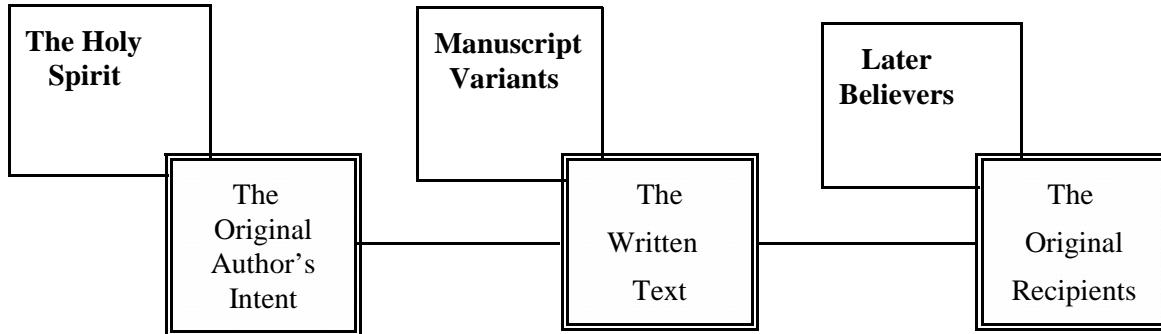 The Holy
Spirit
Manuscript
Variants
Later
Believers
The
Original
Author’s
Intent
The
Written
Text
The
Original
Recipients